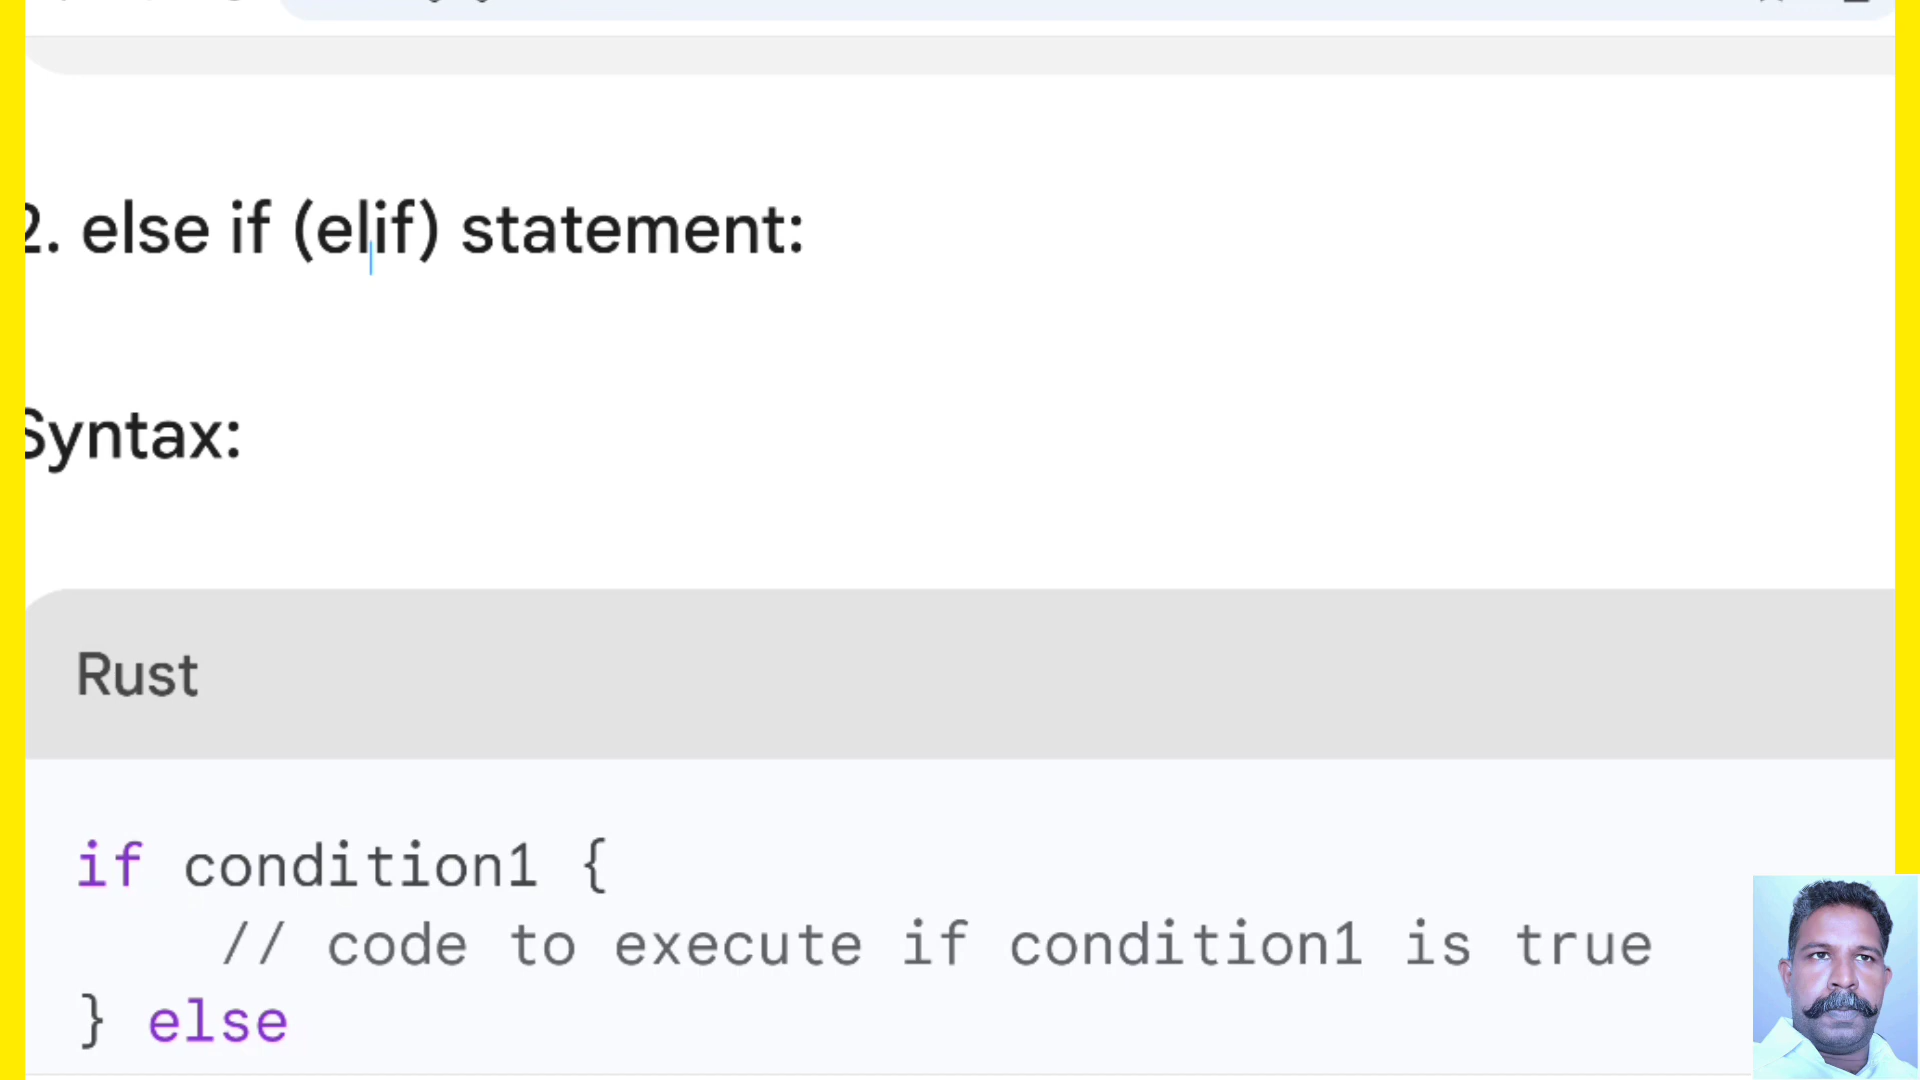 2. else if (elif) statement:
Syntax:
Rust
if condition1 {
// code to execute if condition1 is true
} else